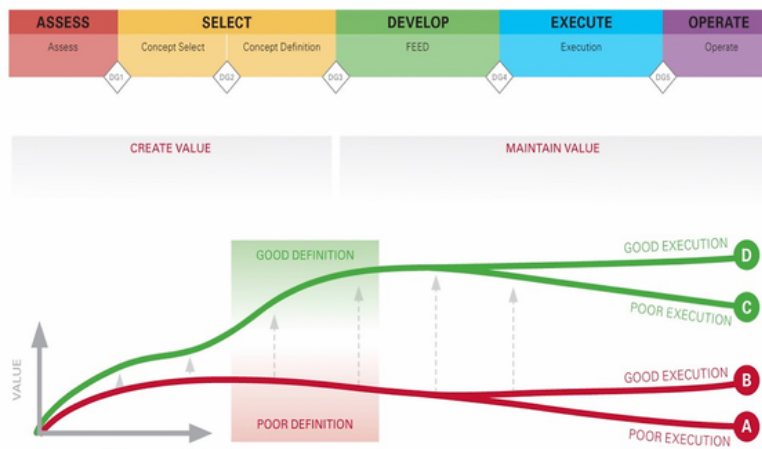 ASSESS SELECT DEVELOP EXECUTE OPERATE
Assess Concept Select Concept Definition FEED Execution Operate
DG1 DG2 DG3 DG4 DG5
CREATE VALUE MAINTAIN VALUE
GOOD EXECUTION D
GOOD DEFINITION
POOR EXECUTION C
VALUE
GOOD EXECUTION B
POOR DEFINITION
POOR EXECUTION A